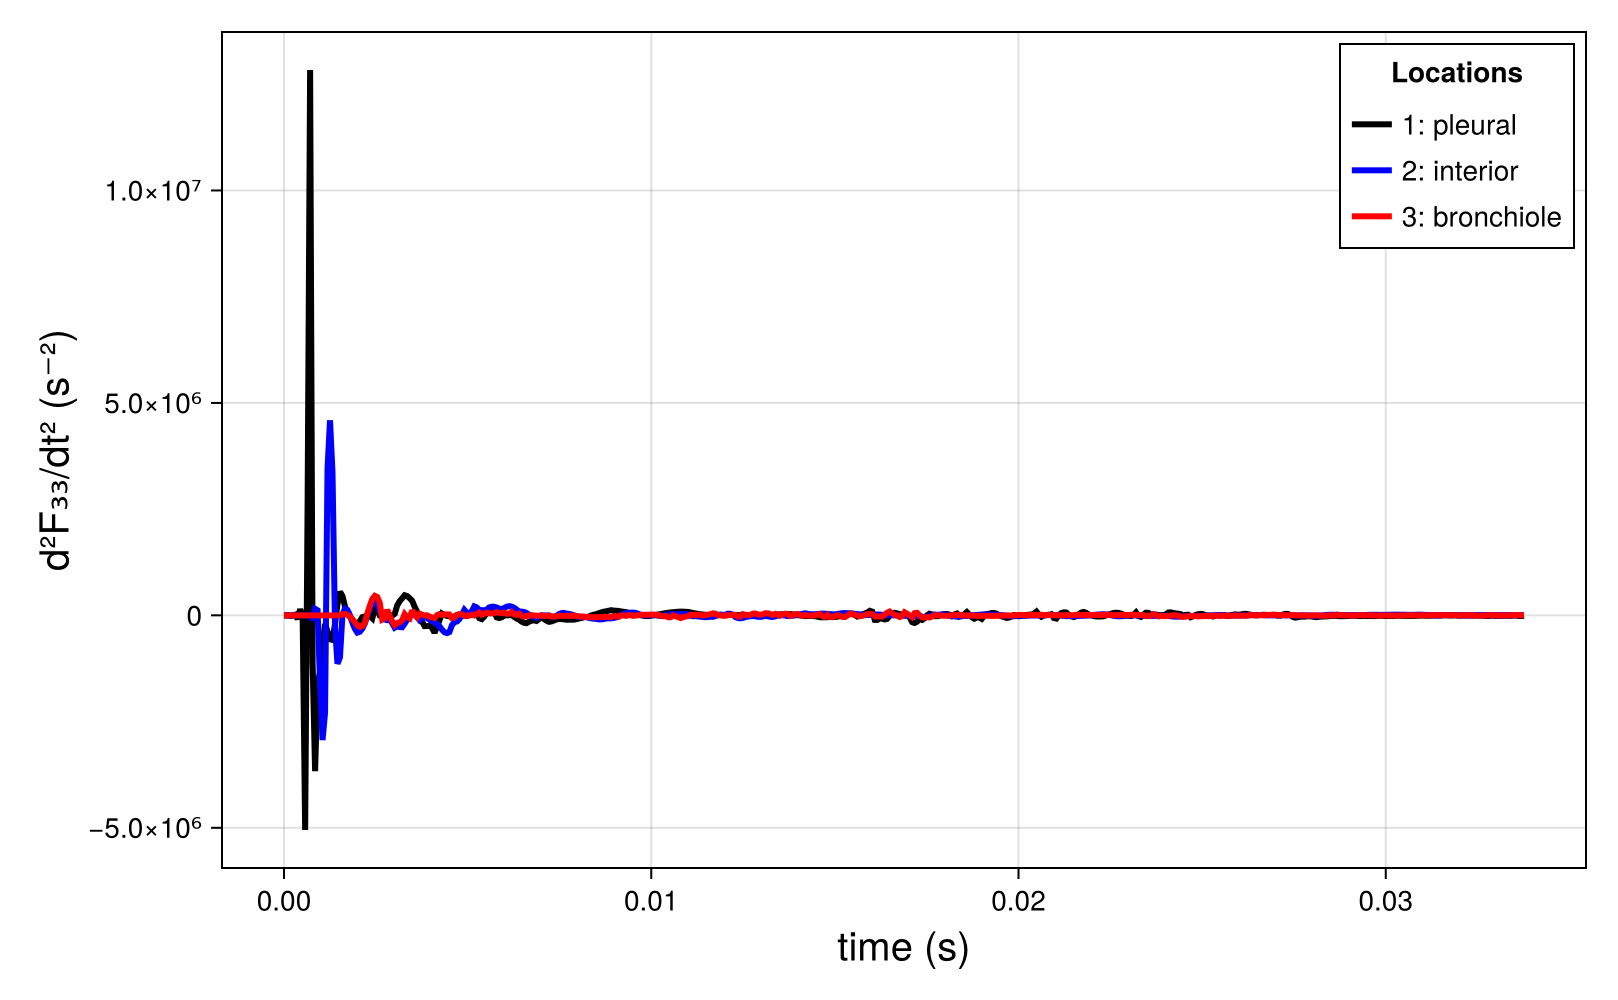 Locations
1: pleural
2: interior
3: bronchiole
1.0×10⁷
5.0×10⁶
0
−5.0×10⁶
d²F₃₃/dt² (s⁻²)
0.00 0.01 0.02 0.03
time (s)